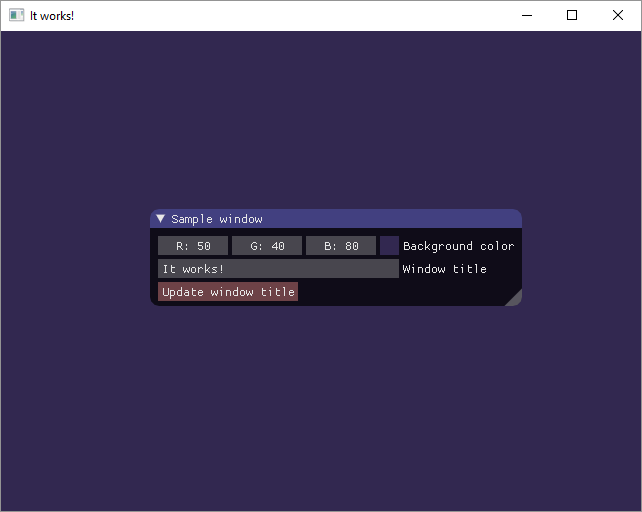 It works!
Sample window
R: 50 G: 40 B: 80 Background color
It works! Window title
Update window title